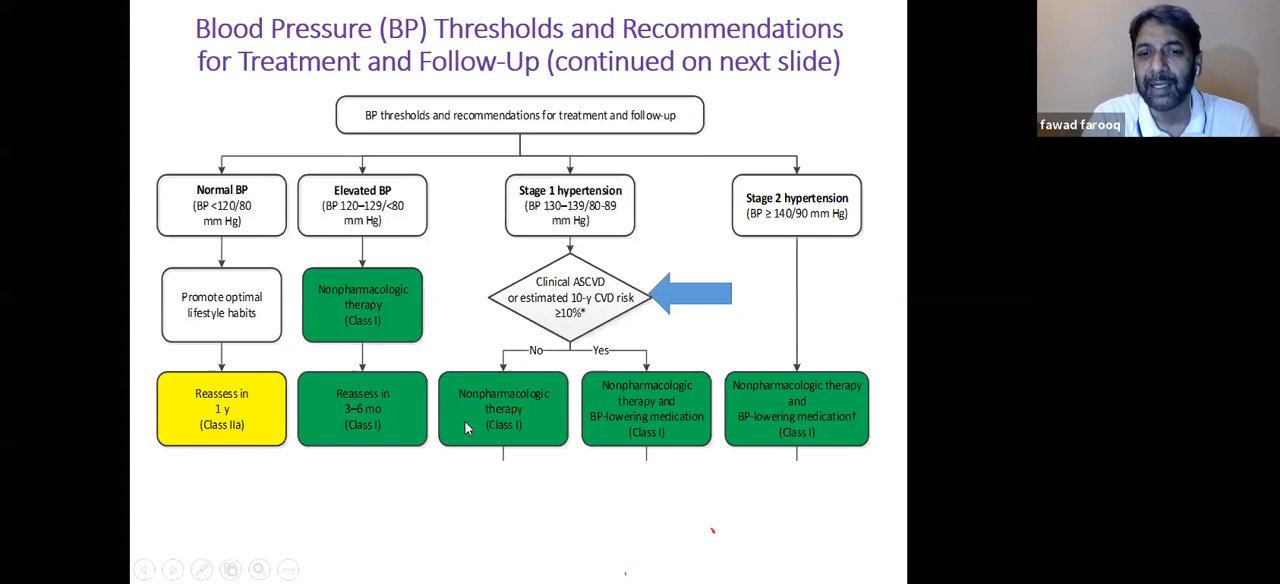 Blood Pressure (BP) Thresholds and Recommendations
for Treatment and Follow-Up (continued on next slide)
fawad farooq
BP thresholds and recommendations for treatment and follow-up
Normal BP
(BP <120/80
mm Hg)
Elevated BP
(BP 120–129/<80
mm Hg)
Stage 1 hypertension
(BP 130–139/80-89
mm Hg)
Stage 2 hypertension
(BP ≥ 140/90 mm Hg)
Promote optimal
lifestyle habits
Nonpharmacologic
therapy
(Class I)
Clinical ASCVD
or estimated 10-y CVD risk
≥10%*
No
Yes
Reassess in
1 y
(Class IIa)
Reassess in
3–6 mo
(Class I)
Nonpharmacologic
therapy
(Class I)
Nonpharmacologic
therapy and
BP-lowering medication
(Class I)
Nonpharmacologic therapy
and
BP-lowering medication†
(Class I)